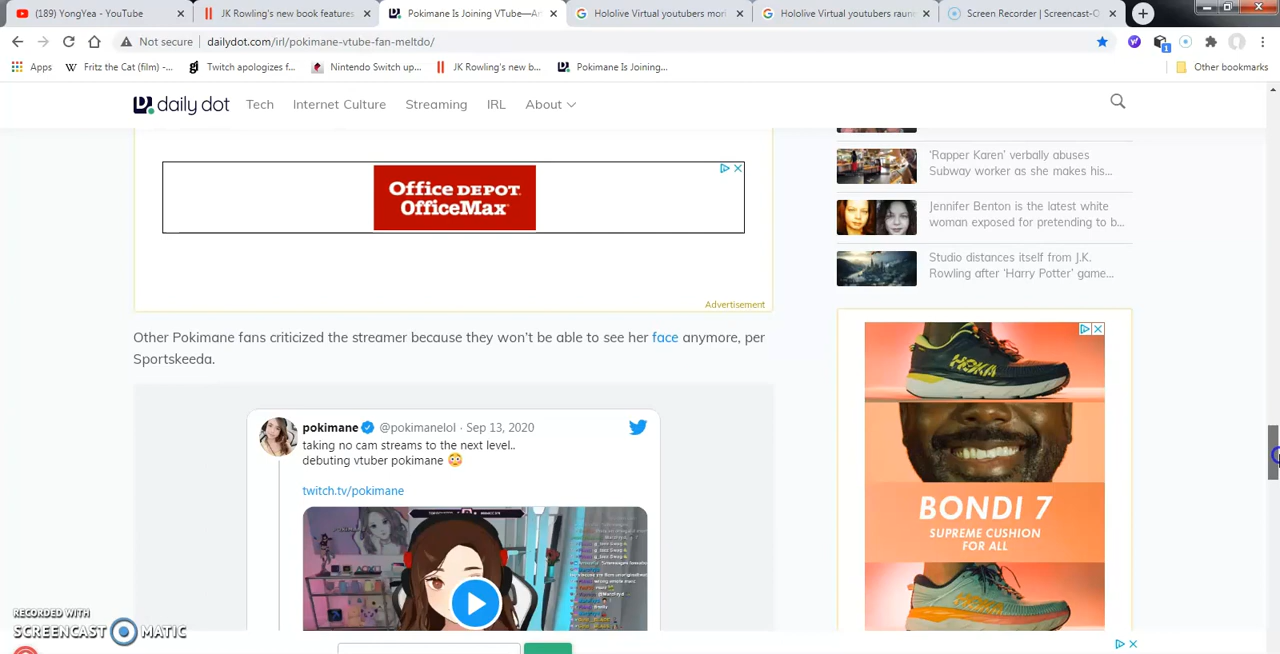 (189) YongYea - YouTube
JK Rowling's new book features
Pokimane Is Joining VTube—An
Hololive Virtual youtubers mori
Hololive Virtual youtubers raun
Screen Recorder | Screencast-O
Not secure
dailydot.com/irl/pokimane-vtube-fan-meltdo/
Apps
Fritz the Cat (film) -...
Twitch apologizes f...
Nintendo Switch up...
JK Rowling's new b...
Pokimane Is Joining...
Other bookmarks
daily dot
Tech
Internet Culture
Streaming
IRL
About
'Rapper Karen' verbally abuses
Subway worker as she makes his...
Office DEPOT
OfficeMax
Jennifer Benton is the latest white
woman exposed for pretending to b...
Studio distances itself from J.K.
Rowling after 'Harry Potter' game...
Advertisement
Other Pokimane fans criticized the streamer because they won't be able to see her face anymore, per
Sportskeeda.
HOKA
pokimane @pokimanelol · Sep 13, 2020
taking no cam streams to the next level..
debuting vtuber pokimane 😳
twitch.tv/pokimane
BONDI 7
SUPREME CUSHION
FOR ALL
RECORDED WITH
SCREENCAST MATIC